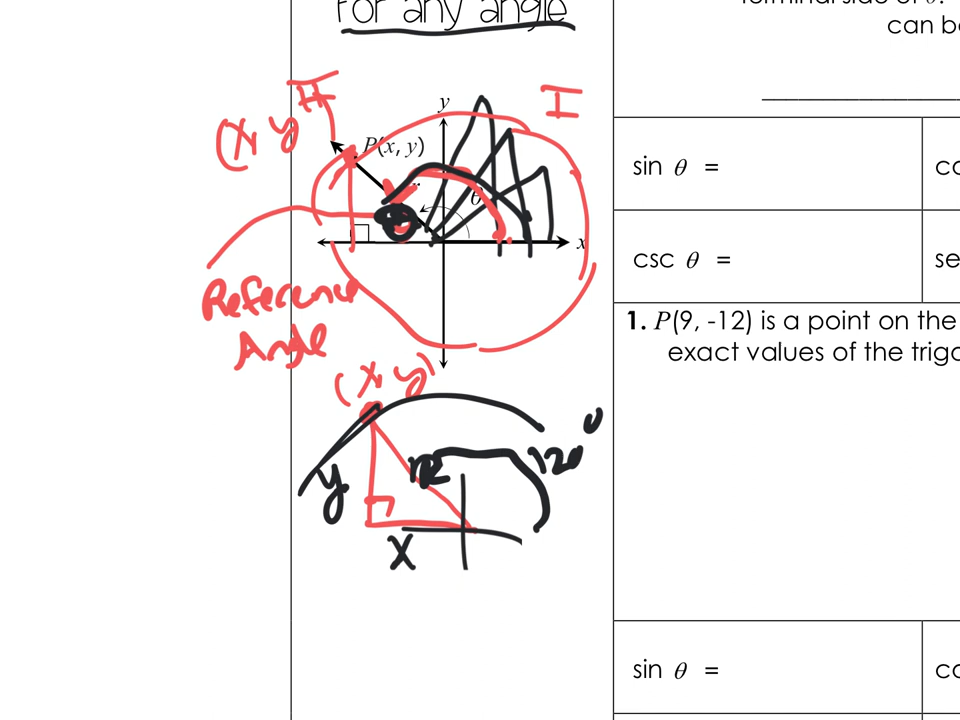 For any angle
can b
II
I
(x, y
y
P(x, y)
r
θ
x
Reference
Angle
(x, y)
y
r
120°
x
sin θ =
co
csc θ =
se
1. P(9, -12) is a point on the
exact values of the trig
sin θ =
co